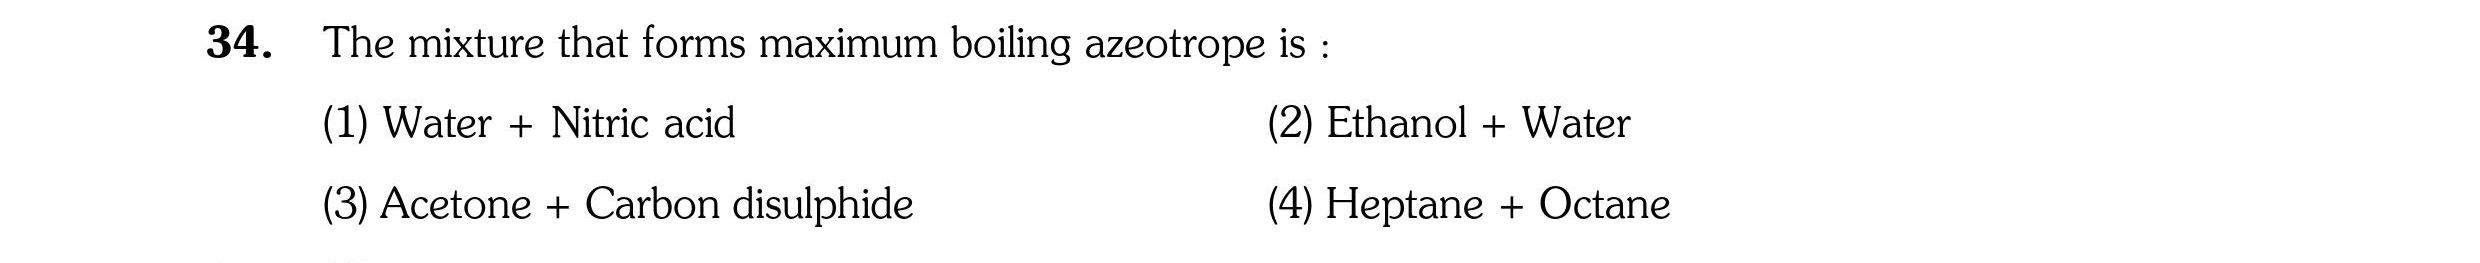 34. The mixture that forms maximum boiling azeotrope is :
(1) Water + Nitric acid (2) Ethanol + Water
(3) Acetone + Carbon disulphide (4) Heptane + Octane